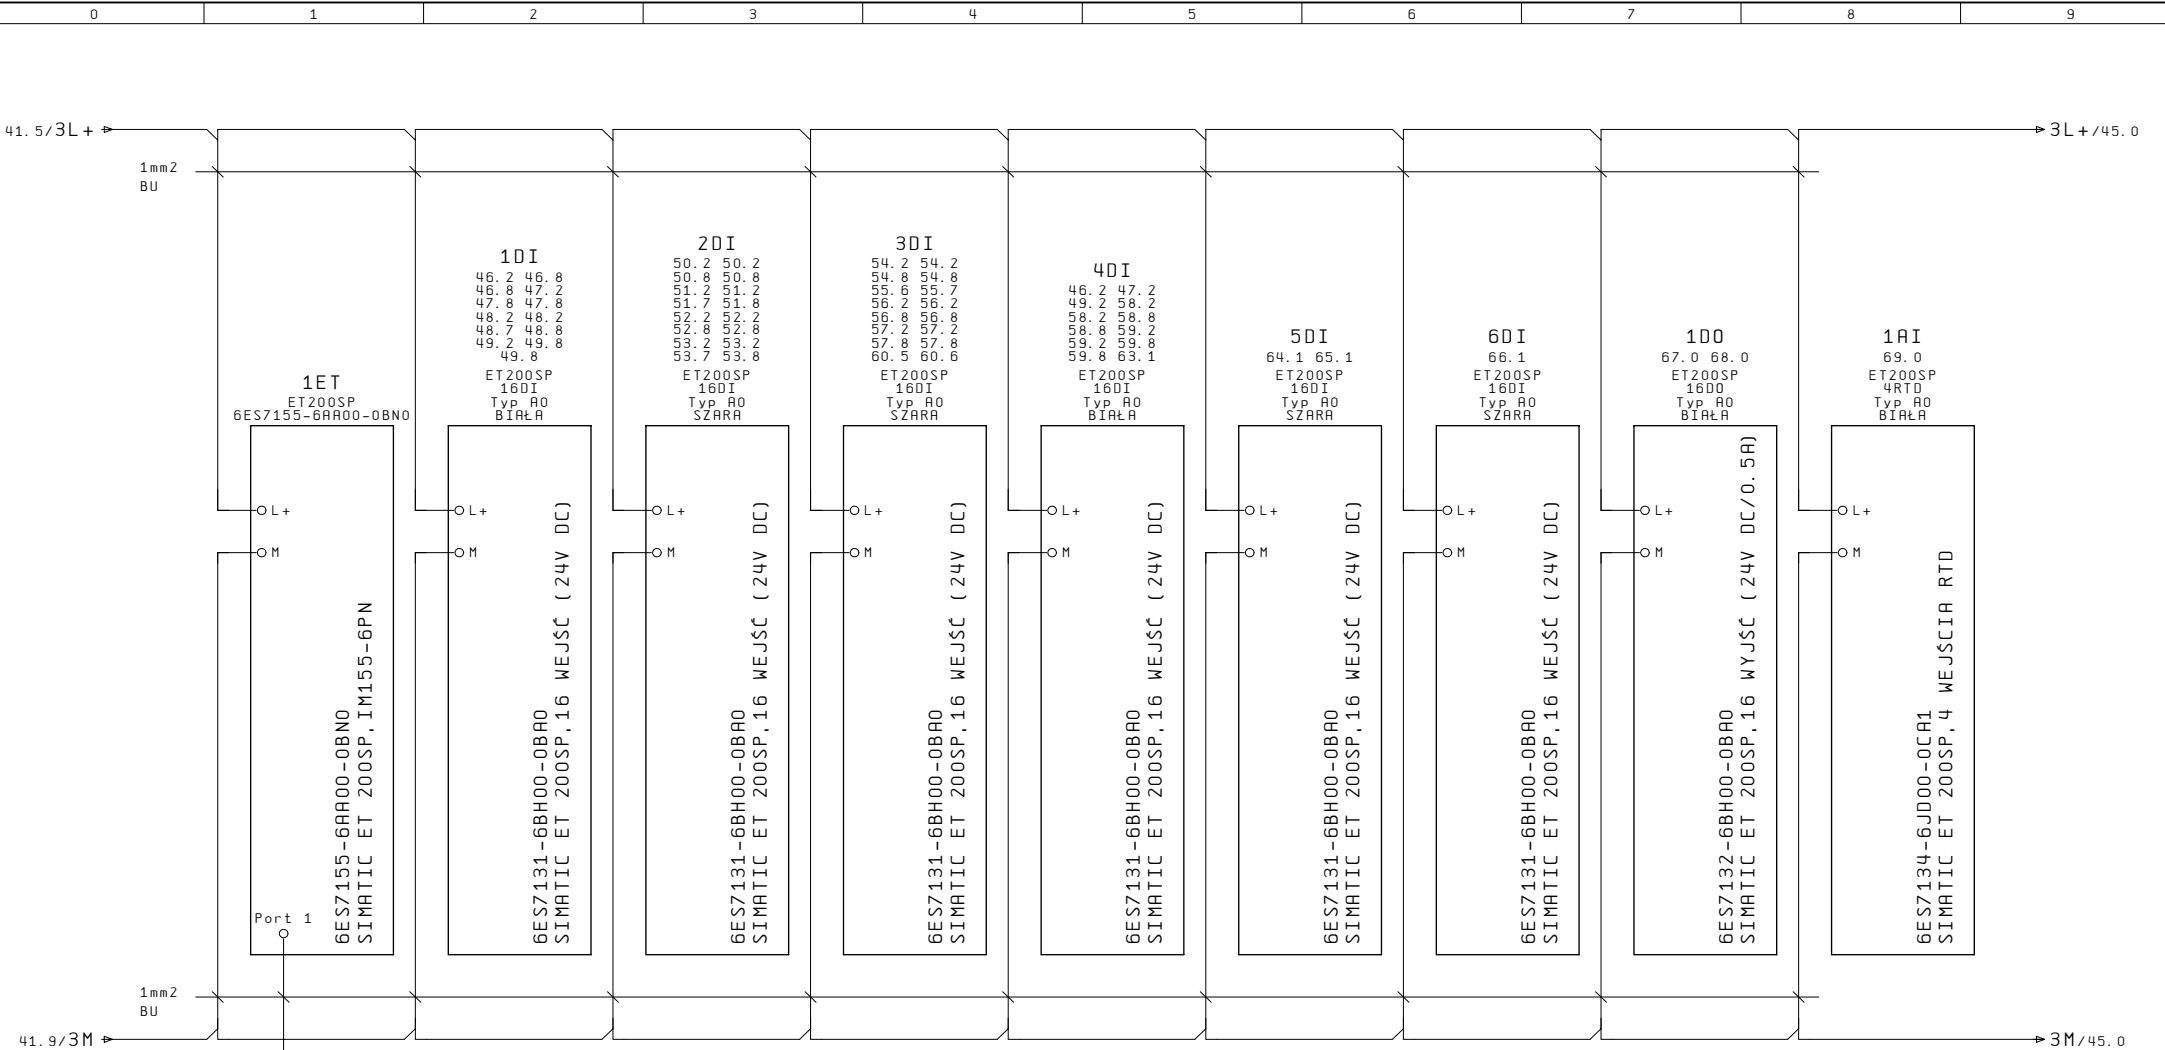 0 1 2 3 4 5 6 7 8 9
41.5/3L+
3L+/45.0
1mm2
BU
1ET
ET200SP
6ES7155-6AA00-0BN0
L+
M
6ES7155-6AA00-0BN0
SIMATIC ET 200SP,IM155-6PN
Port 1
1DI
46.2 46.8
46.8 47.2
47.8 47.8
48.2 48.2
48.7 48.8
49.2 49.8
49.8
ET200SP
16DI
Typ A0
BIAŁA
L+
M
6ES7131-6BH00-0BA0
SIMATIC ET 200SP,16 WEJŚĆ (24V DC)
2DI
50.2 50.2
50.8 50.8
51.2 51.2
51.7 51.8
52.2 52.2
52.8 52.8
53.2 53.2
53.7 53.8
ET200SP
16DI
Typ A0
SZARA
L+
M
6ES7131-6BH00-0BA0
SIMATIC ET 200SP,16 WEJŚĆ (24V DC)
3DI
54.2 54.2
54.8 54.8
55.6 55.7
56.2 56.2
56.8 56.8
57.2 57.2
57.8 57.8
60.5 60.6
ET200SP
16DI
Typ A0
SZARA
L+
M
6ES7131-6BH00-0BA0
SIMATIC ET 200SP,16 WEJŚĆ (24V DC)
4DI
46.2 47.2
49.2 58.2
58.2 58.8
58.8 59.2
59.2 59.8
59.8 63.1
ET200SP
16DI
Typ A0
BIAŁA
L+
M
6ES7131-6BH00-0BA0
SIMATIC ET 200SP,16 WEJŚĆ (24V DC)
5DI
64.1 65.1
ET200SP
16DI
Typ A0
SZARA
L+
M
6ES7131-6BH00-0BA0
SIMATIC ET 200SP,16 WEJŚĆ (24V DC)
6DI
66.1
ET200SP
16DI
Typ A0
SZARA
L+
M
6ES7131-6BH00-0BA0
SIMATIC ET 200SP,16 WEJŚĆ (24V DC)
1DO
67.0 68.0
ET200SP
16DO
Typ A0
BIAŁA
L+
M
6ES7132-6BH00-0BA0
SIMATIC ET 200SP,16 WYJŚĆ (24V DC/0.5A)
1AI
69.0
ET200SP
4RTD
Typ A0
BIAŁA
L+
M
6ES7134-6JD00-0CA1
SIMATIC ET 200SP,4 WEJŚCIA RTD
1mm2
BU
41.9/3M
3M/45.0